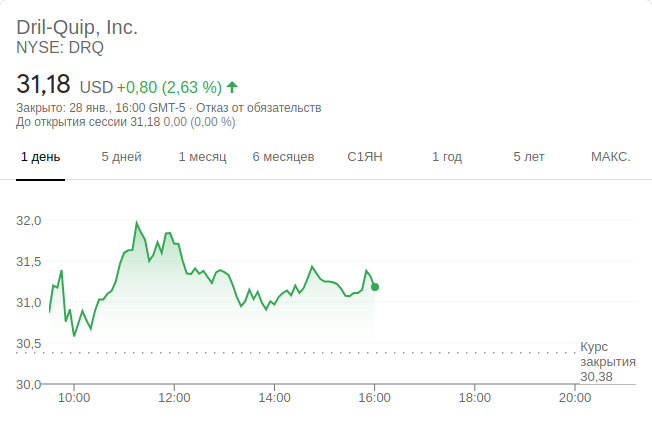 Dril-Quip, Inc.
NYSE: DRQ
31,18 USD +0,80 (2,63 %)
Закрыто: 28 янв., 16:00 GMT-5 · Отказ от обязательств
До открытия сессии 31,18 0,00 (0,00 %)
1 день 5 дней 1 месяц 6 месяцев С1ЯН 1 год 5 лет МАКС.
32,0
31,5
31,0
30,5
Курс
закрытия
30,38
30,0
10:00 12:00 14:00 16:00 18:00 20:00